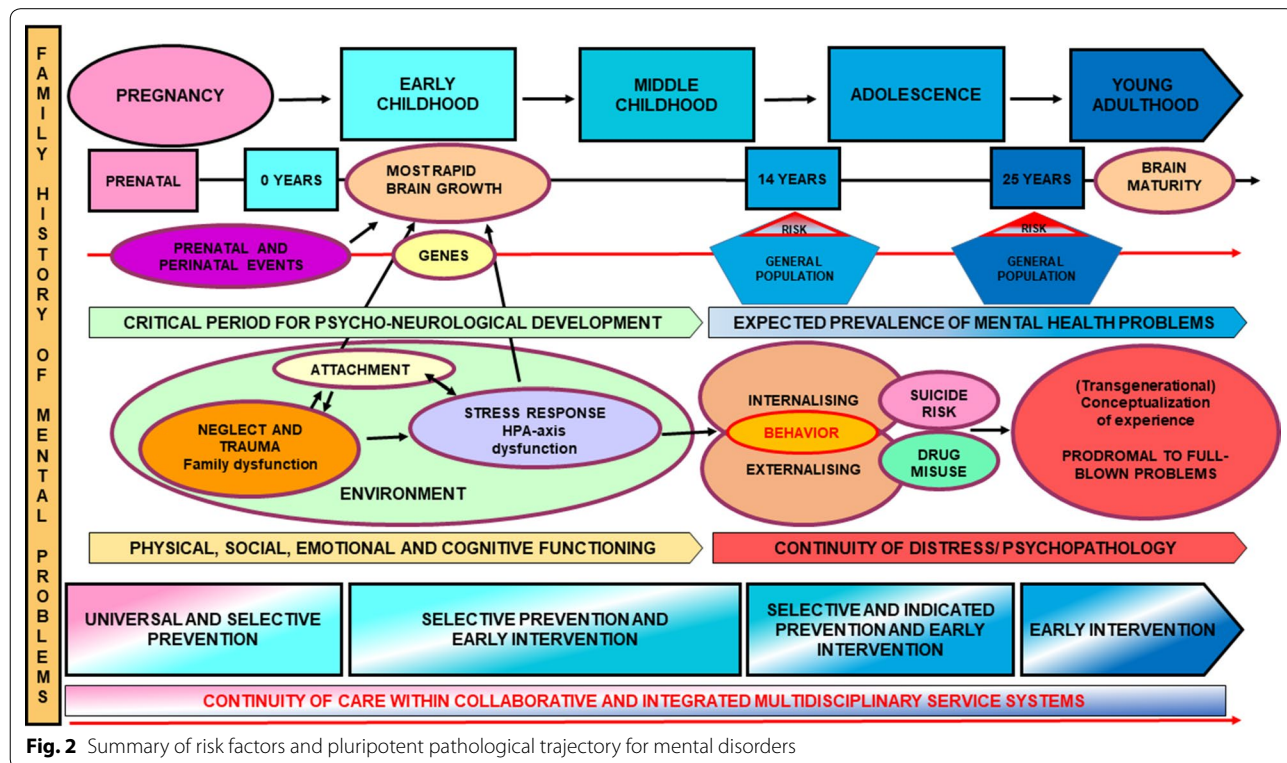 FAMILY HISTORY OF MENTAL PROBLEMS
PREGNANCY
EARLY
CHILDHOOD
MIDDLE
CHILDHOOD
ADOLESCENCE
YOUNG
ADULTHOOD
PRENATAL
0 YEARS
MOST RAPID
BRAIN GROWTH
14 YEARS
25 YEARS
BRAIN
MATURITY
PRENATAL AND
PERINATAL EVENTS
GENES
RISK
GENERAL
POPULATION
RISK
GENERAL
POPULATION
CRITICAL PERIOD FOR PSYCHO-NEUROLOGICAL DEVELOPMENT
EXPECTED PREVALENCE OF MENTAL HEALTH PROBLEMS
ATTACHMENT
NEGLECT AND
TRAUMA
Family dysfunction
STRESS RESPONSE
HPA-axis
dysfunction
ENVIRONMENT
INTERNALISING
BEHAVIOR
EXTERNALISING
SUICIDE
RISK
DRUG
MISUSE
(Transgenerational)
Conceptualization
of experience
PRODROMAL TO FULL-
BLOWN PROBLEMS
PHYSICAL, SOCIAL, EMOTIONAL AND COGNITIVE FUNCTIONING
CONTINUITY OF DISTRESS/ PSYCHOPATHOLOGY
UNIVERSAL AND SELECTIVE
PREVENTION
SELECTIVE PREVENTION AND
EARLY INTERVENTION
SELECTIVE AND INDICATED
PREVENTION AND EARLY
INTERVENTION
EARLY INTERVENTION
CONTINUITY OF CARE WITHIN COLLABORATIVE AND INTEGRATED MULTIDISCIPLINARY SERVICE SYSTEMS
Fig. 2 Summary of risk factors and pluripotent pathological trajectory for mental disorders